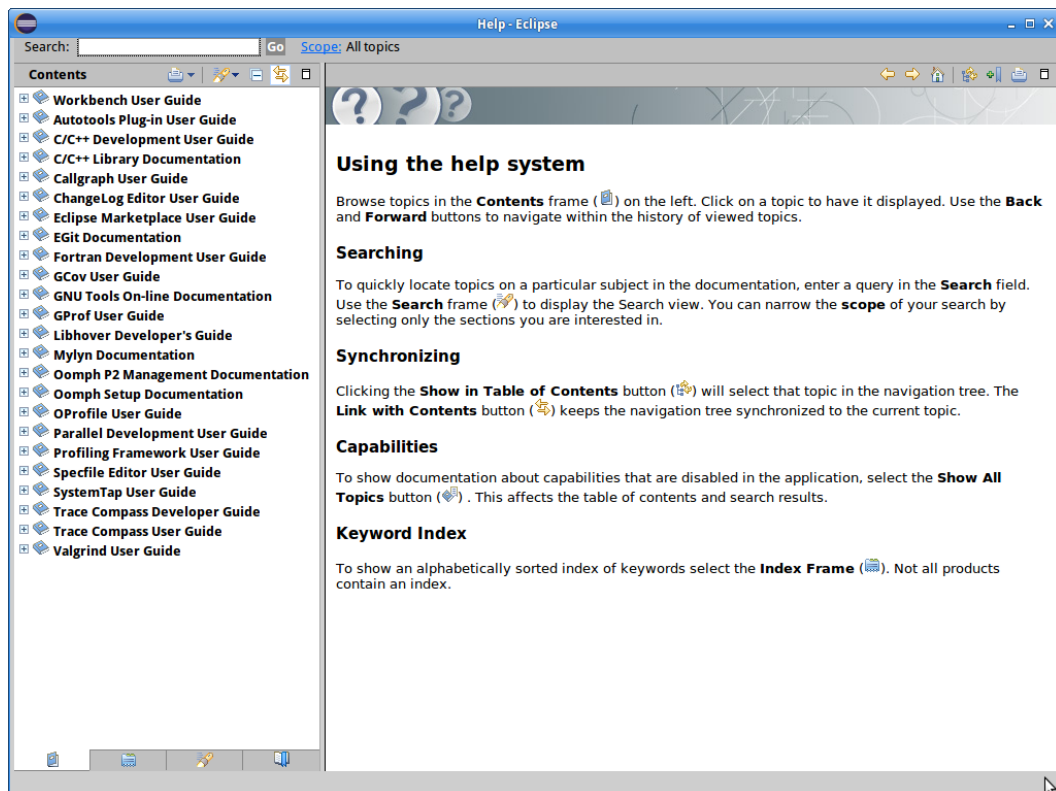 Help - Eclipse
Search: Go Scope: All topics
Contents
Workbench User Guide
Autotools Plug-in User Guide
C/C++ Development User Guide
C/C++ Library Documentation
Callgraph User Guide
ChangeLog Editor User Guide
Eclipse Marketplace User Guide
EGit Documentation
Fortran Development User Guide
GCov User Guide
GNU Tools On-line Documentation
GProf User Guide
Libhover Developer's Guide
Mylyn Documentation
Oomph P2 Management Documentation
Oomph Setup Documentation
OProfile User Guide
Parallel Development User Guide
Profiling Framework User Guide
Specfile Editor User Guide
SystemTap User Guide
Trace Compass Developer Guide
Trace Compass User Guide
Valgrind User Guide
? ? ?
Using the help system
Browse topics in the Contents frame ( ) on the left. Click on a topic to have it displayed. Use the Back
and Forward buttons to navigate within the history of viewed topics.
Searching
To quickly locate topics on a particular subject in the documentation, enter a query in the Search field.
Use the Search frame ( ) to display the Search view. You can narrow the scope of your search by
selecting only the sections you are interested in.
Synchronizing
Clicking the Show in Table of Contents button ( ) will select that topic in the navigation tree. The
Link with Contents button ( ) keeps the navigation tree synchronized to the current topic.
Capabilities
To show documentation about capabilities that are disabled in the application, select the Show All
Topics button ( ) . This affects the table of contents and search results.
Keyword Index
To show an alphabetically sorted index of keywords select the Index Frame ( ). Not all products
contain an index.